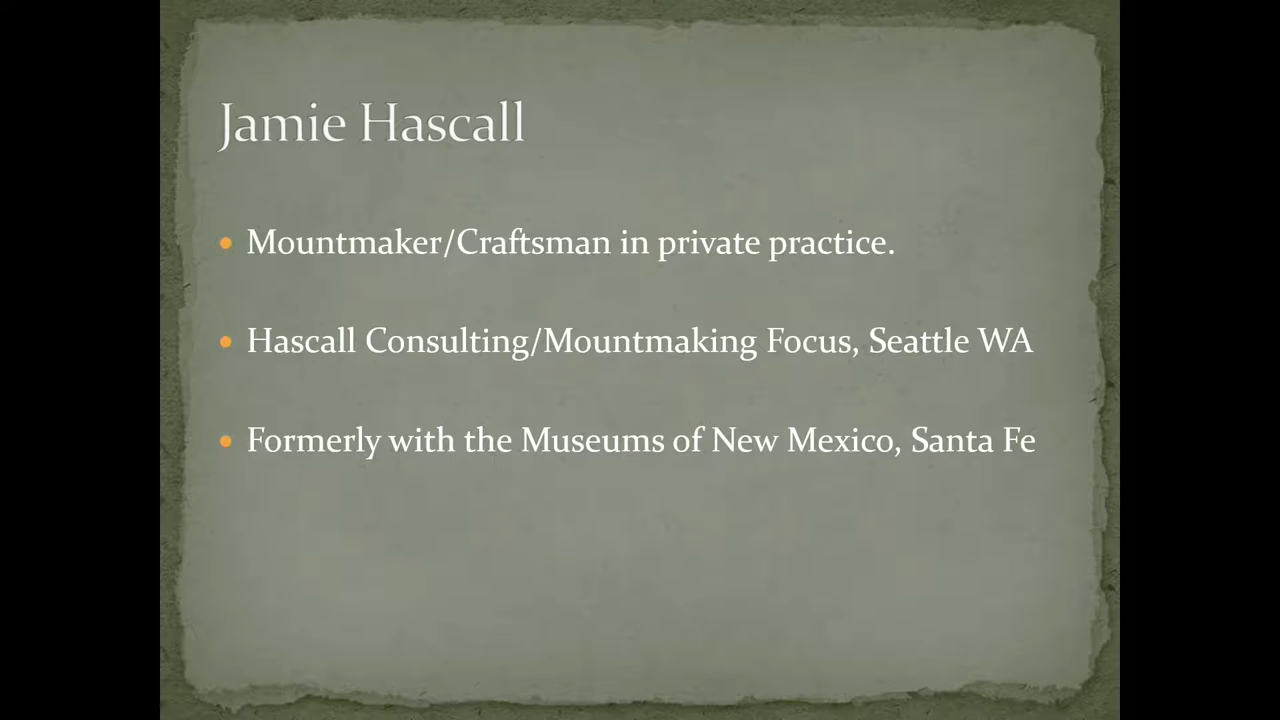 Jamie Hascall
• Mountmaker/Craftsman in private practice.
• Hascall Consulting/Mountmaking Focus, Seattle WA
• Formerly with the Museums of New Mexico, Santa Fe